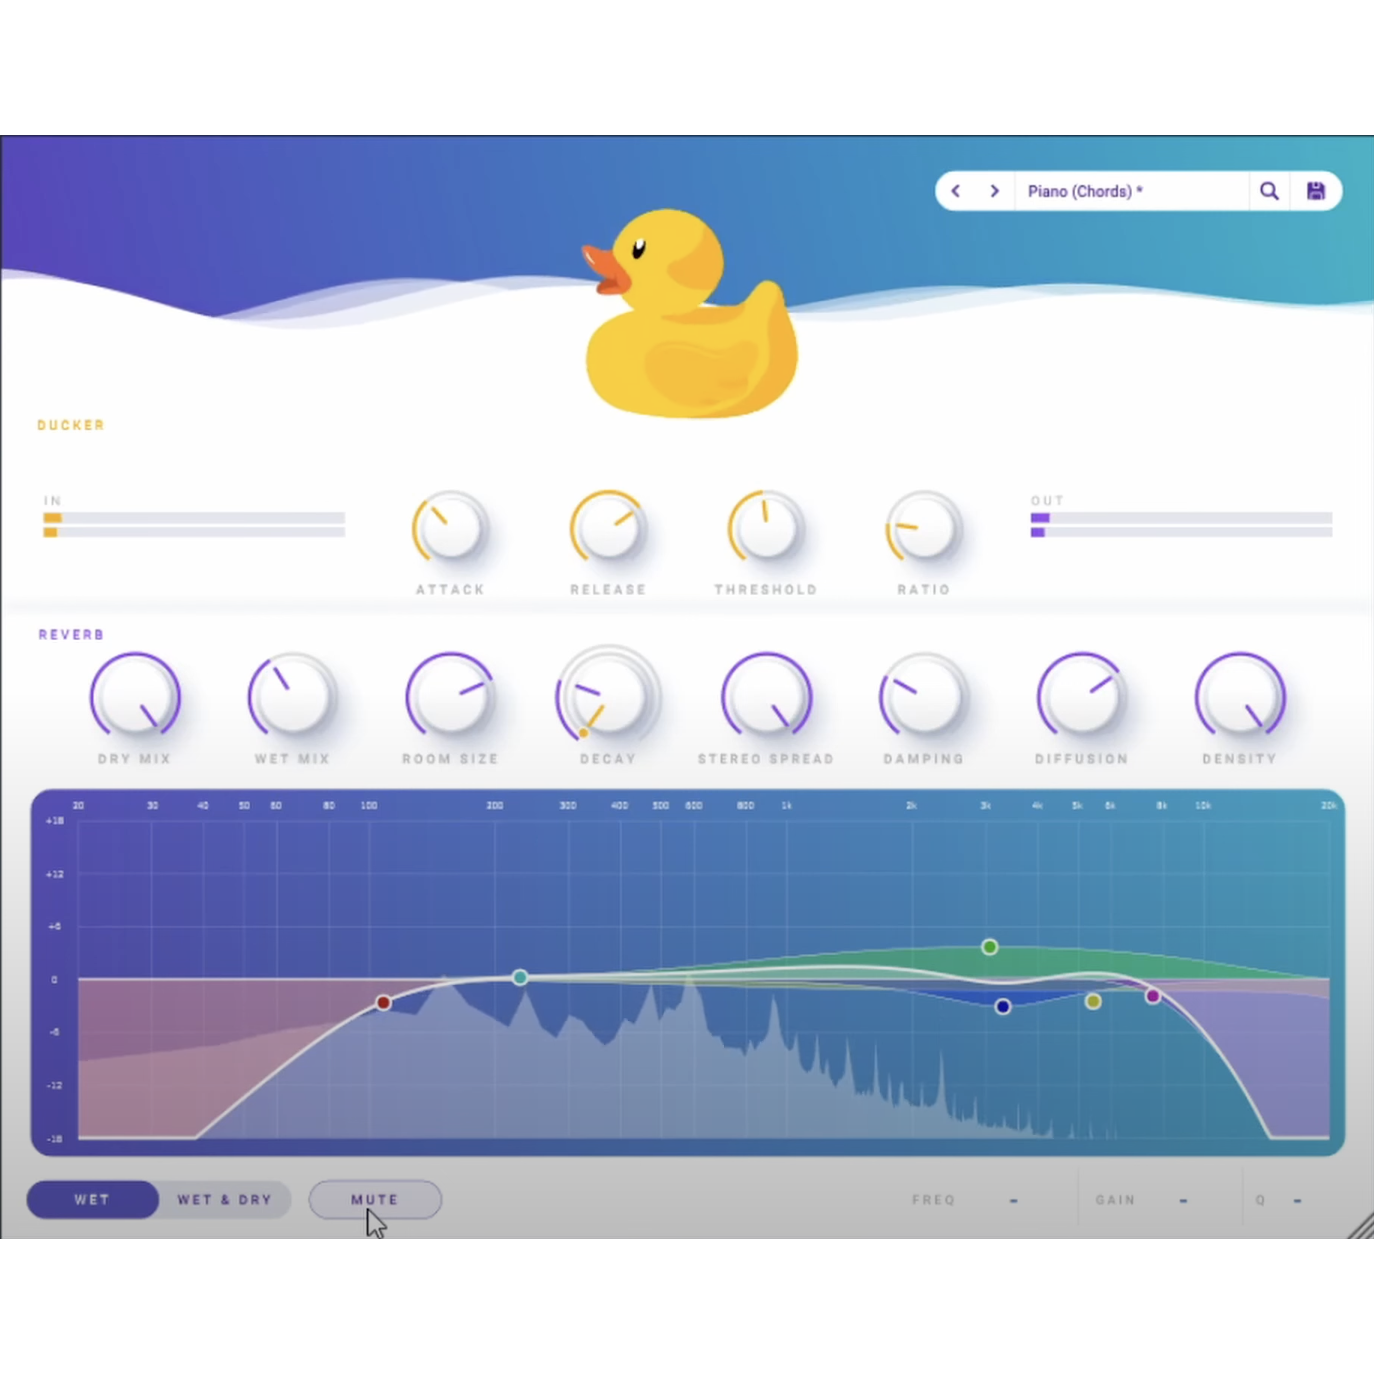 Piano (Chords) *
DUCKER
IN
OUT
ATTACK RELEASE THRESHOLD RATIO
REVERB
DRY MIX WET MIX ROOM SIZE DECAY STEREO SPREAD DAMPING DIFFUSION DENSITY
20 30 40 50 60 80 100 200 300 400 500 600 800 1k 2k 3k 4k 5k 6k 8k 10k 20k
+18
+12
+6
0
-6
-12
-18
WET WET & DRY MUTE FREQ - GAIN - Q -